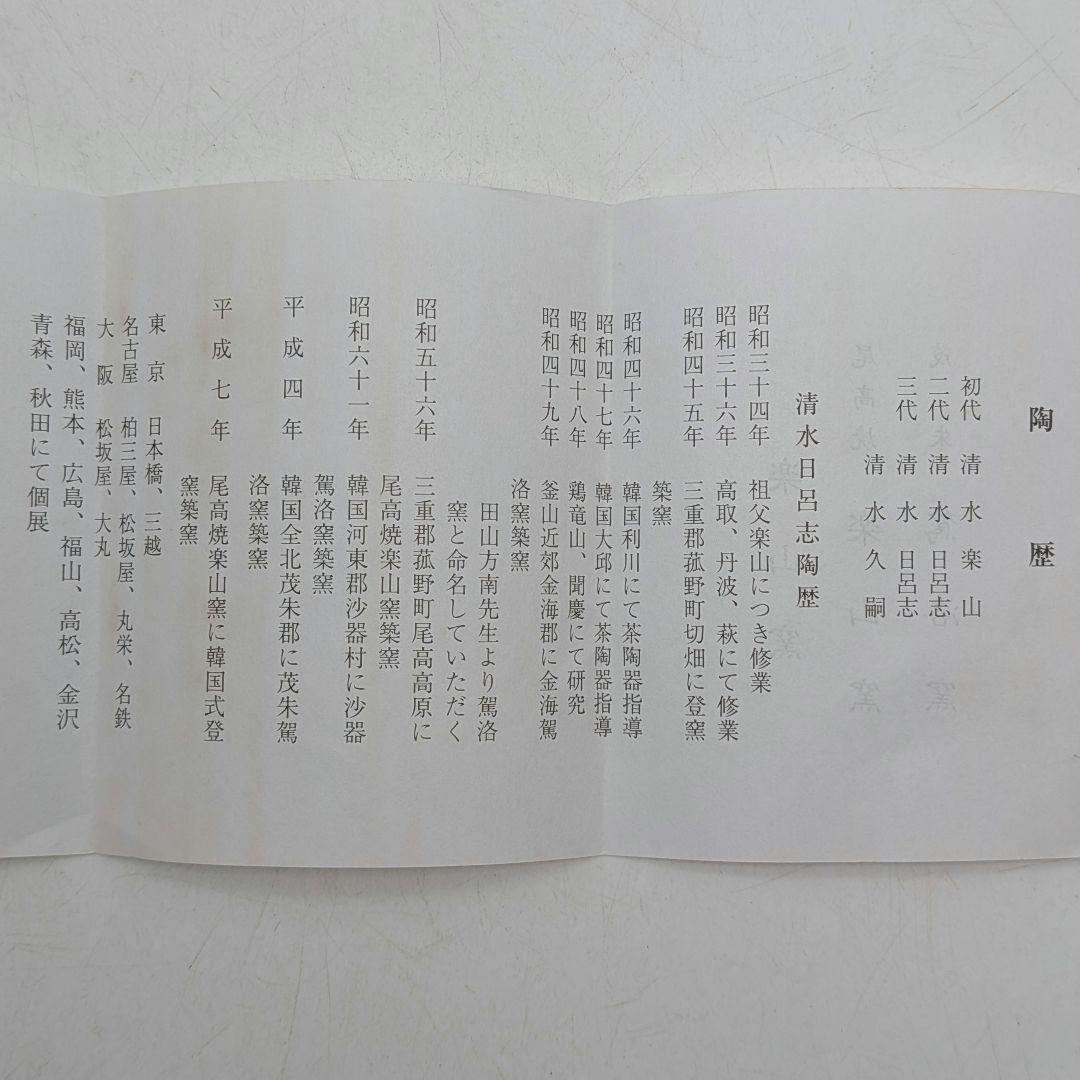 陶歴
初代 清水楽山
二代 清水日呂志
三代 清水日呂志
清水久嗣
清水日呂志陶歴
昭和三十四年 祖父楽山につき修業
昭和三十六年 高取、丹波、萩にて修業
昭和四十五年 三重郡菰野町切畑に登窯
築窯
昭和四十六年 韓国利川にて茶陶器指導
昭和四十七年 韓国大邱にて茶陶器指導
昭和四十八年 鶏竜山、聞慶にて研究
昭和四十九年 釜山近郊金海郡に金海駕
洛窯築窯
田山方南先生より駕洛
窯と命名していただく
昭和五十六年 三重郡菰野町尾高高原に
尾高焼楽山窯築窯
昭和六十一年 韓国河東郡沙器村に沙器
駕洛窯築窯
平成四年 韓国全北茂朱郡に茂朱駕
洛窯築窯
平成七年 尾高焼楽山窯に韓国式登
窯築窯
東京 日本橋、三越
名古屋 柏三屋、松坂屋、丸栄、名鉄
大阪 松坂屋、大丸
福岡、熊本、広島、福山、高松、金沢
青森、秋田にて個展